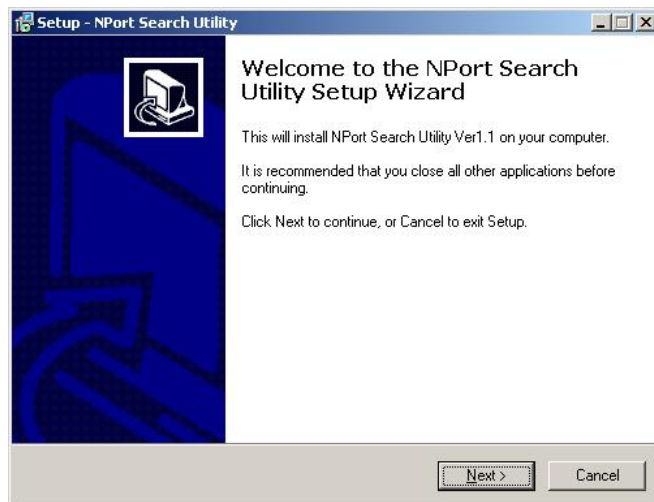 Setup - NPort Search Utility
Welcome to the NPort Search
Utility Setup Wizard
This will install NPort Search Utility Ver1.1 on your computer.
It is recommended that you close all other applications before
continuing.
Click Next to continue, or Cancel to exit Setup.
Next >
Cancel